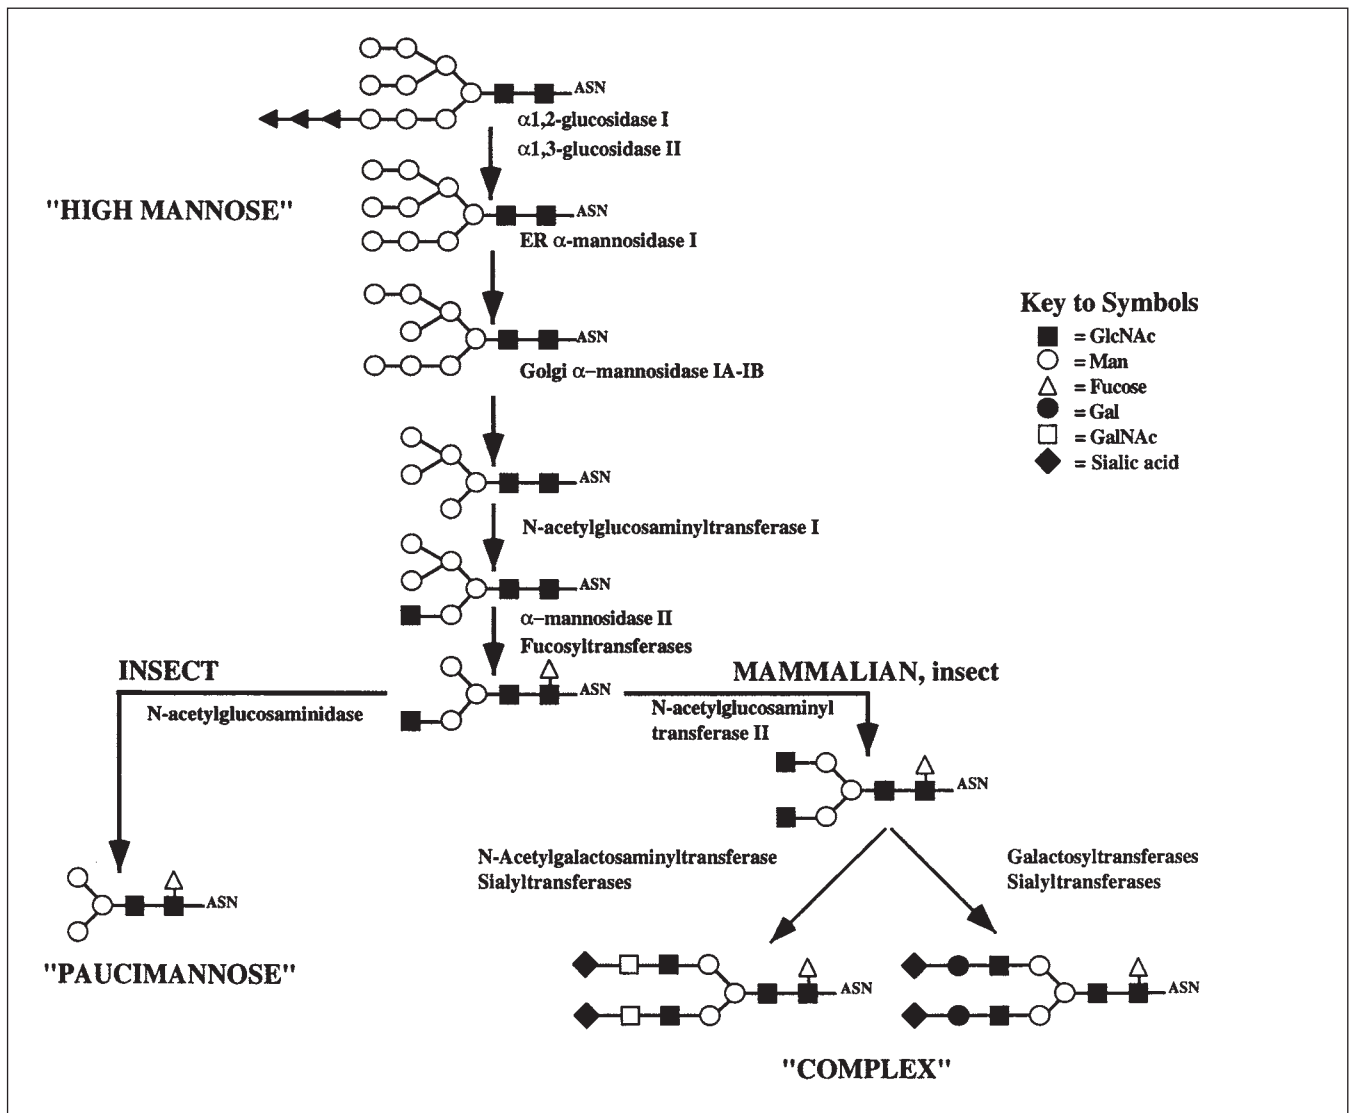 ASN
α1,2-glucosidase I
α1,3-glucosidase II
ASN
"HIGH MANNOSE"
ER α-mannosidase I
ASN
Golgi α−mannosidase IA-IB
Key to Symbols
= GlcNAc
= Man
= Fucose
= Gal
= GalNAc
= Sialic acid
ASN
N-acetylglucosaminyltransferase I
ASN
α−mannosidase II
Fucosyltransferases
INSECT
N-acetylglucosaminidase
ASN
MAMMALIAN, insect
N-acetylglucosaminyl
transferase II
ASN
N-Acetylgalactosaminyltransferase
Sialyltransferases
Galactosyltransferases
Sialyltransferases
ASN
"PAUCIMANNOSE"
ASN
ASN
"COMPLEX"